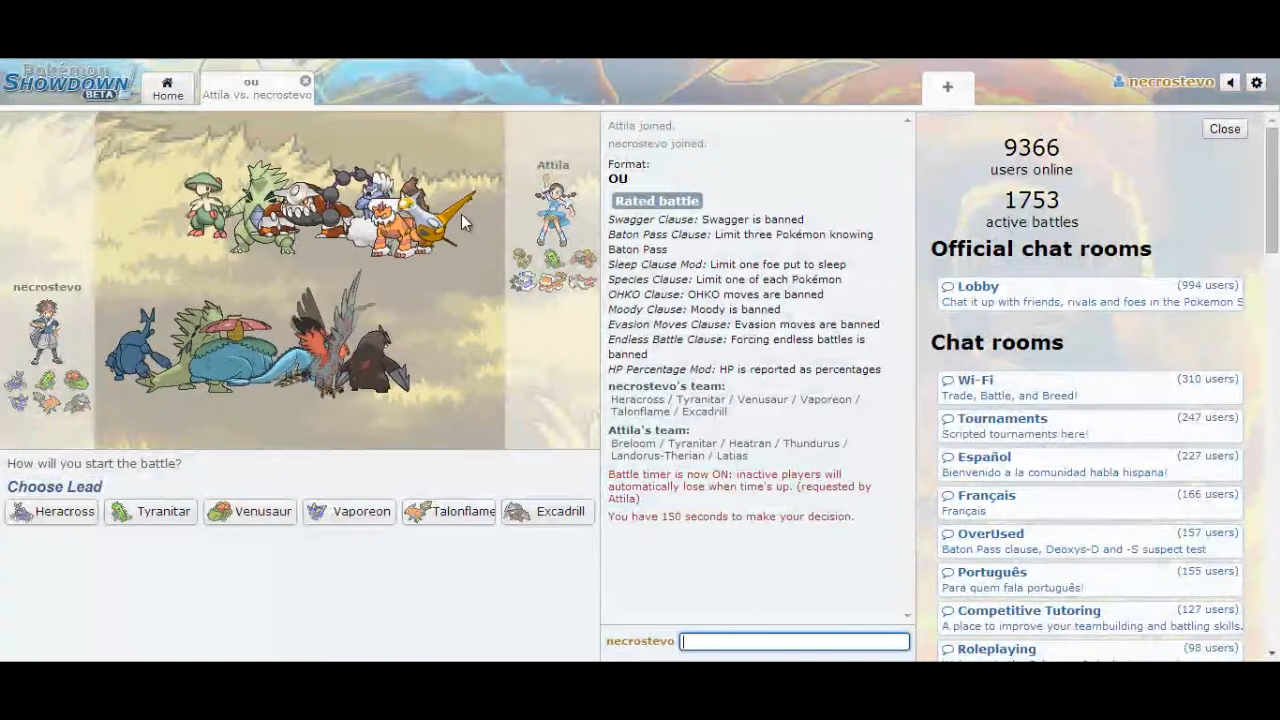 Pokémon
SHOWDOWN
BETA
Home
ou
Attila vs. necrostevo
+
necrostevo
Attila
necrostevo
How will you start the battle?
Choose Lead
Heracross
Tyranitar
Venusaur
Vaporeon
Talonflame
Excadrill
Attila joined.
necrostevo joined.
Format:
OU
Rated battle
Swagger Clause: Swagger is banned
Baton Pass Clause: Limit three Pokémon knowing
Baton Pass
Sleep Clause Mod: Limit one foe put to sleep
Species Clause: Limit one of each Pokémon
OHKO Clause: OHKO moves are banned
Moody Clause: Moody is banned
Evasion Moves Clause: Evasion moves are banned
Endless Battle Clause: Forcing endless battles is
banned
HP Percentage Mod: HP is reported as percentages
necrostevo's team:
Heracross / Tyranitar / Venusaur / Vaporeon /
Talonflame / Excadrill
Attila's team:
Breloom / Tyranitar / Heatran / Thundurus /
Landorus-Therian / Latias
Battle timer is now ON: inactive players will
automatically lose when time's up. (requested by
Attila)
You have 150 seconds to make your decision.
necrostevo
Close
9366
users online
1753
active battles
Official chat rooms
Lobby
(994 users)
Chat it up with friends, rivals and foes in the Pokemon S
Chat rooms
Wi-Fi
(310 users)
Trade, Battle, and Breed!
Tournaments
(247 users)
Scripted tournaments here!
Español
(227 users)
Bienvenido a la comunidad habla hispana!
Français
(166 users)
Français
OverUsed
(157 users)
Baton Pass clause, Deoxys-D and -S suspect test
Português
(155 users)
Para quem fala português!
Competitive Tutoring
(127 users)
A place to improve your teambuilding and battling skills.
Roleplaying
(98 users)